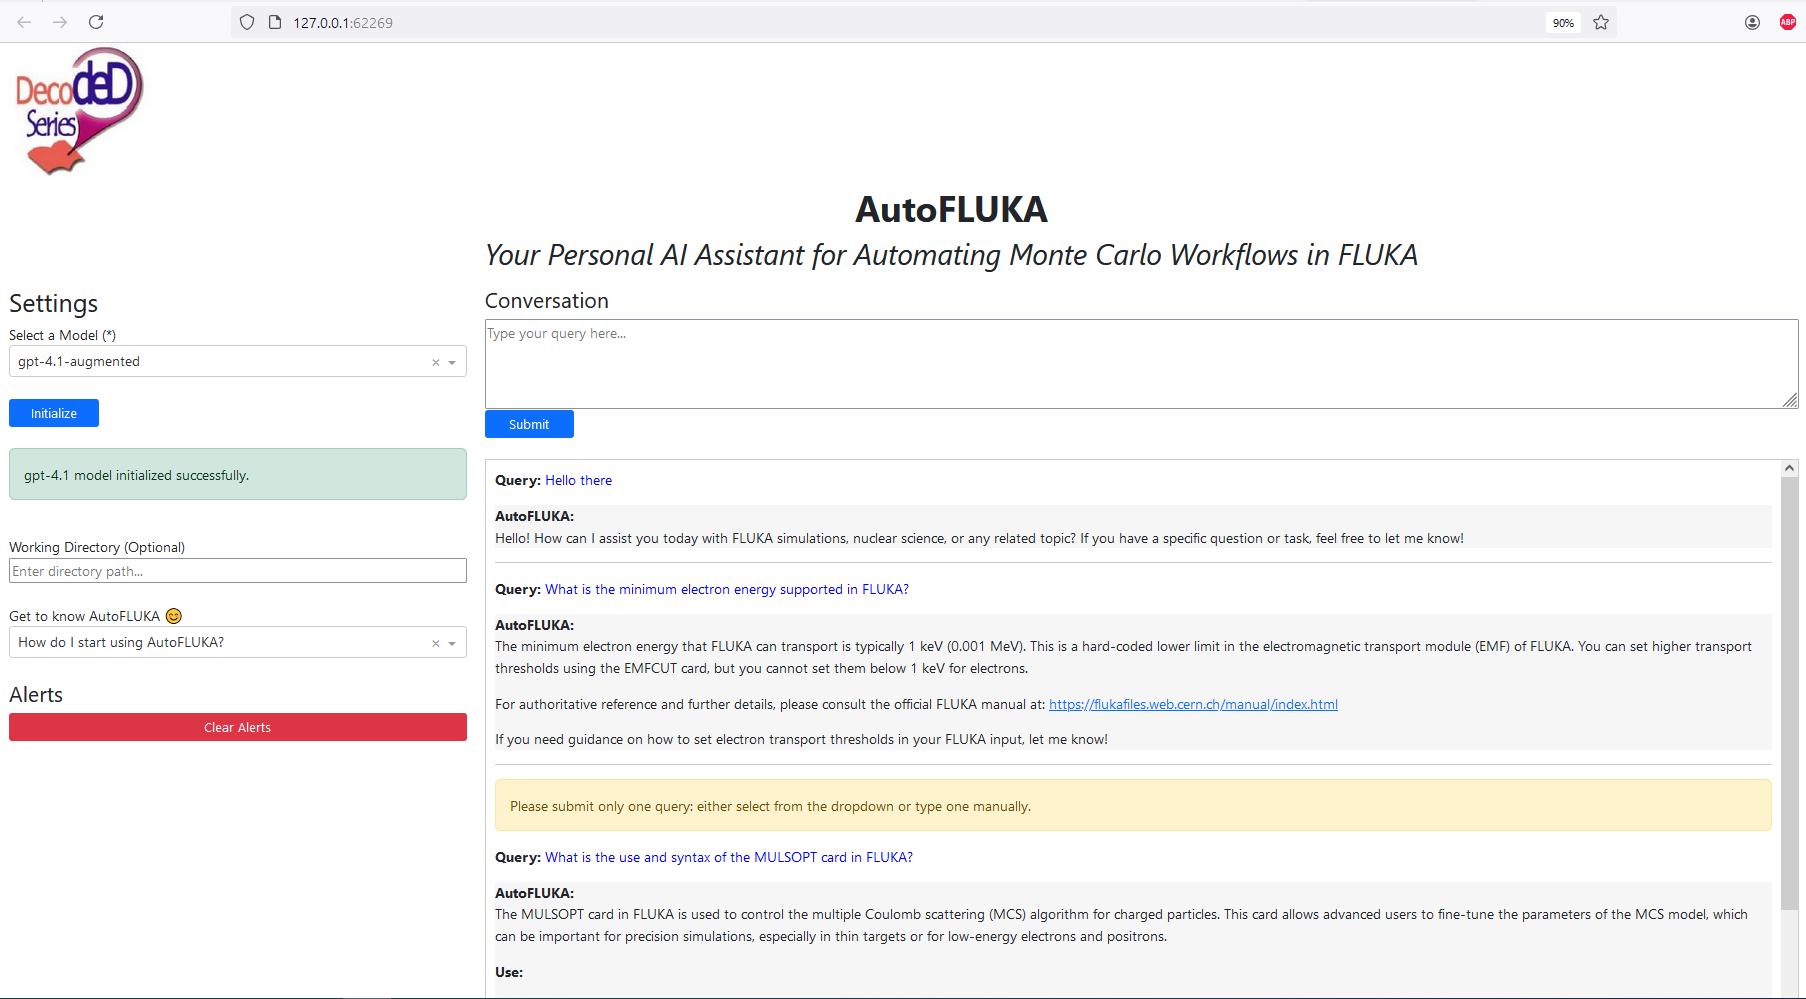 127.0.0.1:62269
90%
ABP
DecodeD
Series
AutoFLUKA
Your Personal AI Assistant for Automating Monte Carlo Workflows in FLUKA
Settings
Select a Model (*)
gpt-4.1-augmented
Initialize
gpt-4.1 model initialized successfully.
Working Directory (Optional)
Enter directory path...
Get to know AutoFLUKA 😊
How do I start using AutoFLUKA?
Alerts
Clear Alerts
Conversation
Type your query here...
Submit
Query: Hello there
AutoFLUKA:
Hello! How can I assist you today with FLUKA simulations, nuclear science, or any related topic? If you have a specific question or task, feel free to let me know!
Query: What is the minimum electron energy supported in FLUKA?
AutoFLUKA:
The minimum electron energy that FLUKA can transport is typically 1 keV (0.001 MeV). This is a hard-coded lower limit in the electromagnetic transport module (EMF) of FLUKA. You can set higher transport
thresholds using the EMFCUT card, but you cannot set them below 1 keV for electrons.
For authoritative reference and further details, please consult the official FLUKA manual at: https://flukafiles.web.cern.ch/manual/index.html
If you need guidance on how to set electron transport thresholds in your FLUKA input, let me know!
Please submit only one query: either select from the dropdown or type one manually.
Query: What is the use and syntax of the MULSOPT card in FLUKA?
AutoFLUKA:
The MULSOPT card in FLUKA is used to control the multiple Coulomb scattering (MCS) algorithm for charged particles. This card allows advanced users to fine-tune the parameters of the MCS model, which
can be important for precision simulations, especially in thin targets or for low-energy electrons and positrons.
Use: